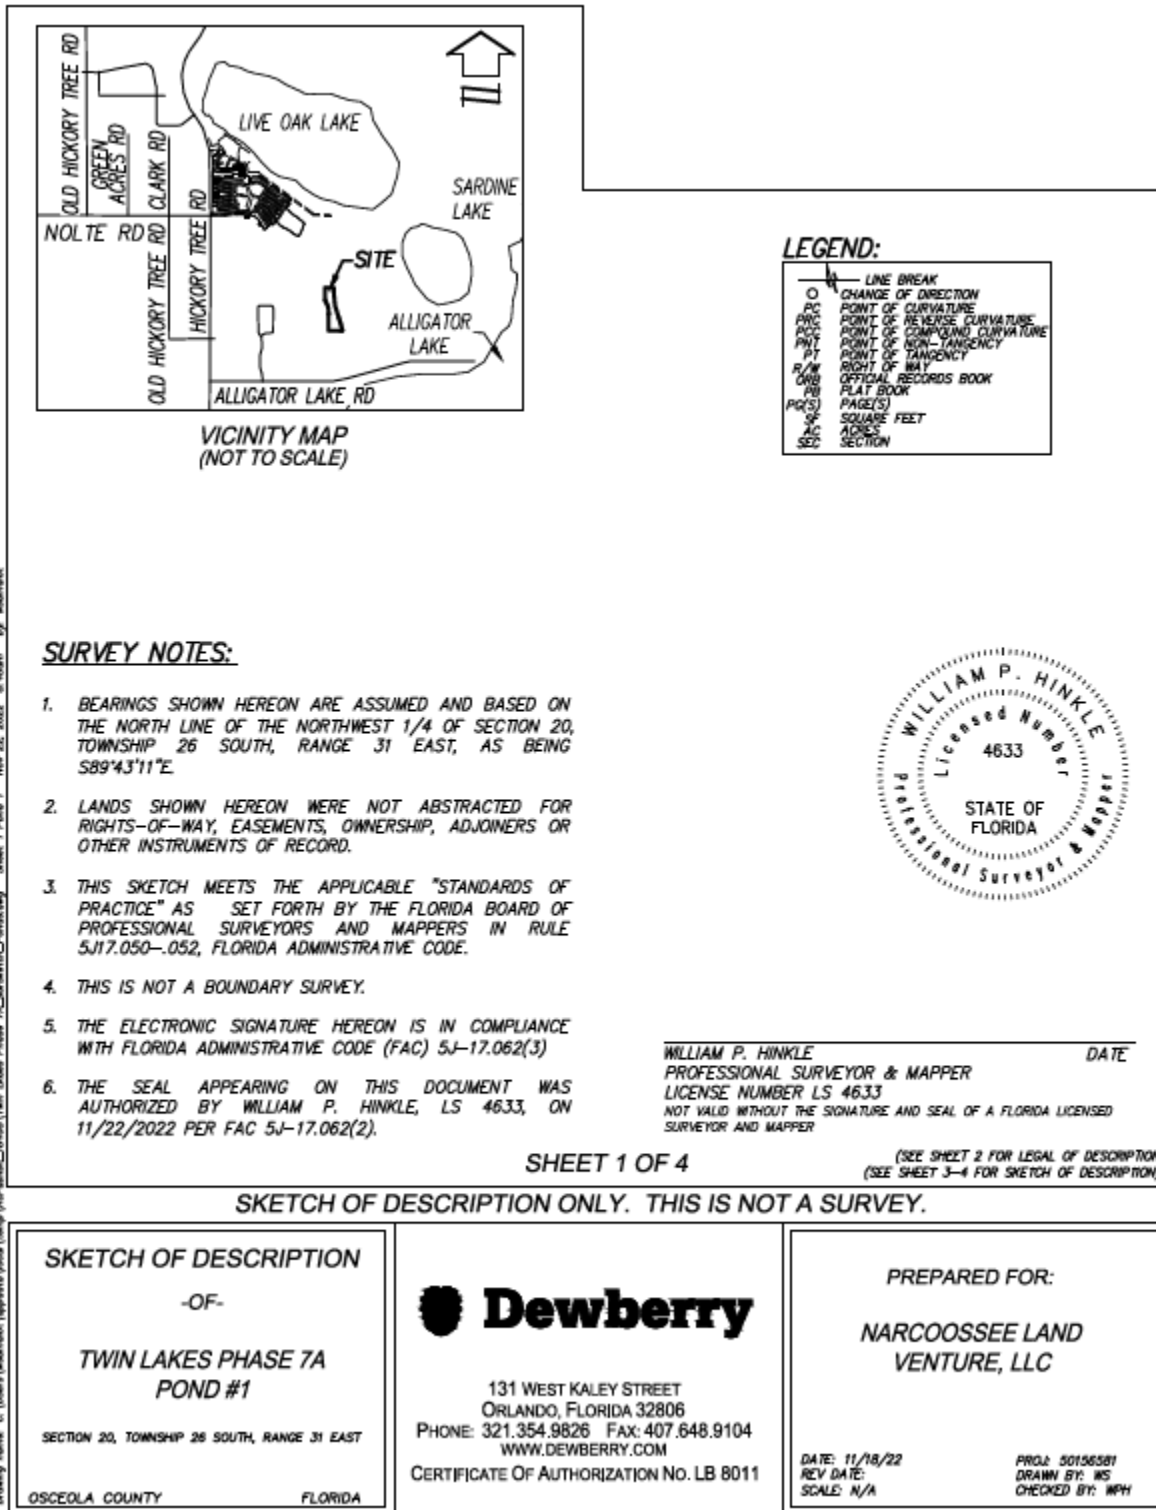 OLD HICKORY TREE RD
GREEN
ACRES RD
CLARK RD
HICKORY TREE RD
OLD HICKORY TREE RD
NOLTE RD
LIVE OAK LAKE
SARDINE
LAKE
SITE
ALLIGATOR
LAKE
ALLIGATOR LAKE RD
VICINITY MAP
(NOT TO SCALE)
LEGEND:
LINE BREAK
O CHANGE OF DIRECTION
PC POINT OF CURVATURE
PRC POINT OF REVERSE CURVATURE
PCC POINT OF COMPOUND CURVATURE
PNT POINT OF NON-TANGENCY
PT POINT OF TANGENCY
R/W RIGHT OF WAY
ORB OFFICIAL RECORDS BOOK
PB PLAT BOOK
PG(S) PAGE(S)
SF SQUARE FEET
AC ACRES
SEC SECTION
SURVEY NOTES:
1. BEARINGS SHOWN HEREON ARE ASSUMED AND BASED ON
THE NORTH LINE OF THE NORTHWEST 1/4 OF SECTION 20,
TOWNSHIP 26 SOUTH, RANGE 31 EAST, AS BEING
S89°43'11"E.
2. LANDS SHOWN HEREON WERE NOT ABSTRACTED FOR
RIGHTS-OF-WAY, EASEMENTS, OWNERSHIP, ADJOINERS OR
OTHER INSTRUMENTS OF RECORD.
3. THIS SKETCH MEETS THE APPLICABLE "STANDARDS OF
PRACTICE" AS SET FORTH BY THE FLORIDA BOARD OF
PROFESSIONAL SURVEYORS AND MAPPERS IN RULE
5J17.050-.052, FLORIDA ADMINISTRATIVE CODE.
4. THIS IS NOT A BOUNDARY SURVEY.
5. THE ELECTRONIC SIGNATURE HEREON IS IN COMPLIANCE
WITH FLORIDA ADMINISTRATIVE CODE (FAC) 5J-17.062(3)
6. THE SEAL APPEARING ON THIS DOCUMENT WAS
AUTHORIZED BY WILLIAM P. HINKLE, LS 4633, ON
11/22/2022 PER FAC 5J-17.062(2).
WILLIAM P. HINKLE
Licensed Number
4633
STATE OF
FLORIDA
Professional Surveyor & Mapper
WILLIAM P. HINKLE DATE
PROFESSIONAL SURVEYOR & MAPPER
LICENSE NUMBER LS 4633
NOT VALID WITHOUT THE SIGNATURE AND SEAL OF A FLORIDA LICENSED
SURVEYOR AND MAPPER
SHEET 1 OF 4
(SEE SHEET 2 FOR LEGAL OF DESCRIPTION
(SEE SHEET 3-4 FOR SKETCH OF DESCRIPTION)
SKETCH OF DESCRIPTION ONLY. THIS IS NOT A SURVEY.
SKETCH OF DESCRIPTION
-OF-
TWIN LAKES PHASE 7A
POND #1
SECTION 20, TOWNSHIP 26 SOUTH, RANGE 31 EAST
OSCEOLA COUNTY FLORIDA
Dewberry
131 WEST KALEY STREET
ORLANDO, FLORIDA 32806
PHONE: 321.354.9826 FAX: 407.648.9104
WWW.DEWBERRY.COM
CERTIFICATE OF AUTHORIZATION NO. LB 8011
PREPARED FOR:
NARCOOSSEE LAND
VENTURE, LLC
DATE: 11/18/22
REV DATE:
SCALE: N/A
PROJ: 50156581
DRAWN BY: WS
CHECKED BY: WPH